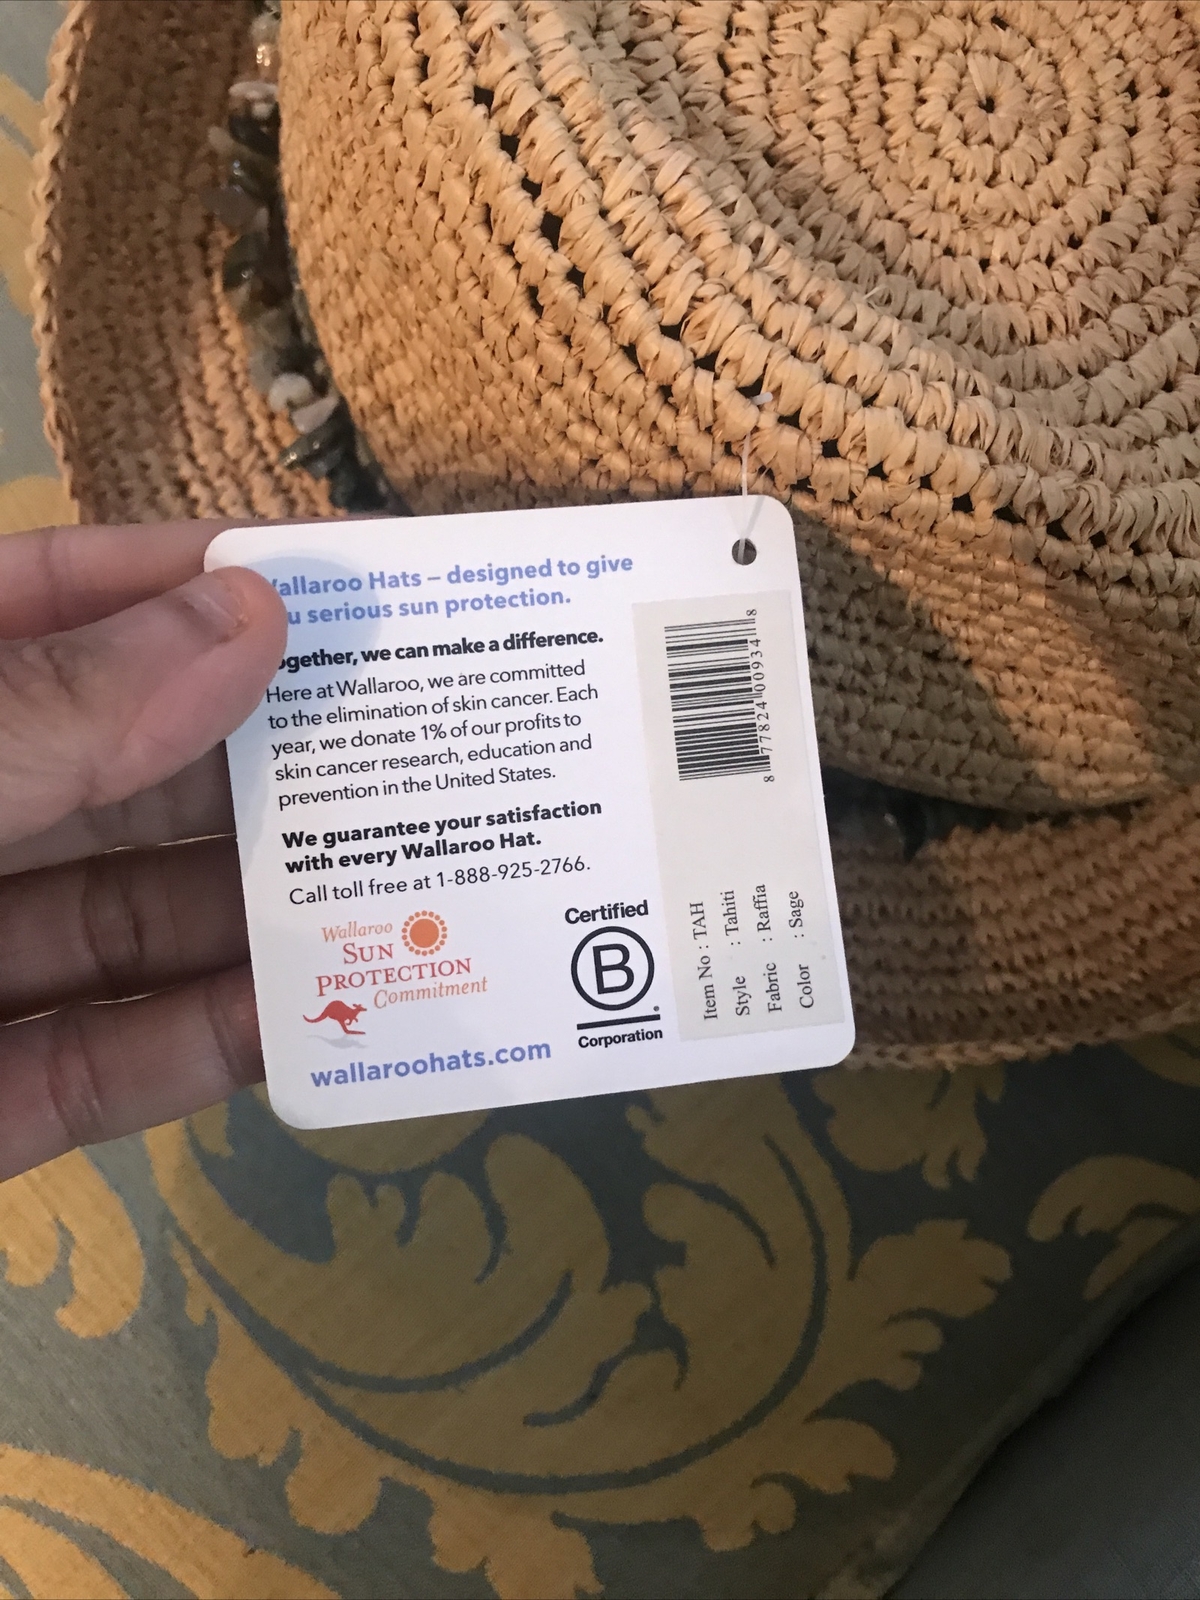 allaroo Hats – designed to give
u serious sun protection.
ogether, we can make a difference.
Here at Wallaroo, we are committed
to the elimination of skin cancer. Each
year, we donate 1% of our profits to
skin cancer research, education and
prevention in the United States.
We guarantee your satisfaction
with every Wallaroo Hat.
Call toll free at 1-888-925-2766.
Wallaroo
SUN
PROTECTION
Commitment
wallaroohats.com
Certified
B
Corporation
8 77824 00934 8
Item No : TAH
Style : Tahiti
Fabric : Raffia
Color : Sage